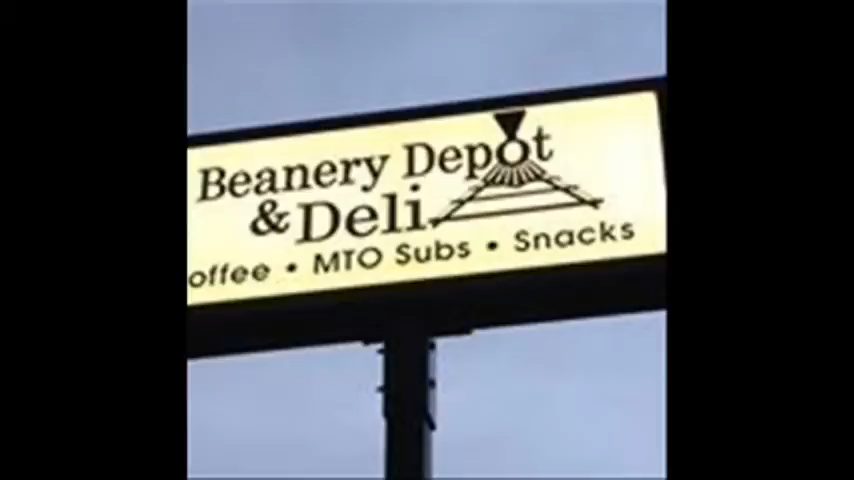 Beanery Depot
& Deli
offee • MTO Subs • Snacks